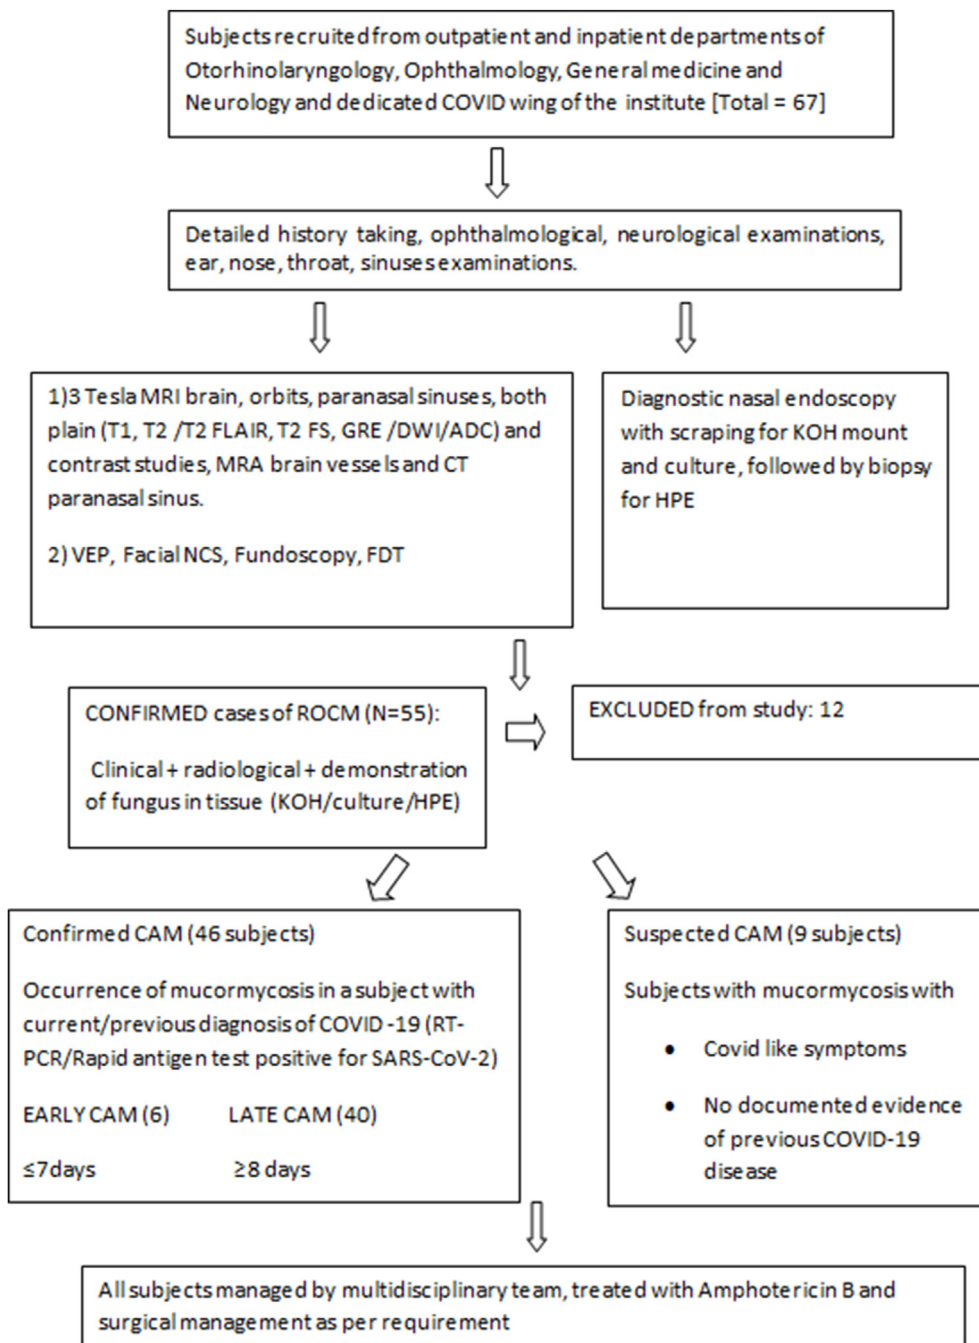 Subjects recruited from outpatient and inpatient departments of
Otorhinolaryngology, Ophthalmology, General medicine and
Neurology and dedicated COVID wing of the institute [Total = 67]
Detailed history taking, ophthalmological, neurological examinations,
ear, nose, throat, sinuses examinations.
1)3 Tesla MRI brain, orbits, paranasal sinuses, both
plain (T1, T2 /T2 FLAIR, T2 FS, GRE /DWI/ADC) and
contrast studies, MRA brain vessels and CT
paranasal sinus.
2) VEP, Facial NCS, Fundoscopy, FDT
Diagnostic nasal endoscopy
with scraping for KOH mount
and culture, followed by biopsy
for HPE
CONFIRMED cases of ROCM (N=55):
Clinical + radiological + demonstration
of fungus in tissue (KOH/culture/HPE)
EXCLUDED from study: 12
Confirmed CAM (46 subjects)
Occurrence of mucormycosis in a subject with
current/previous diagnosis of COVID -19 (RT-
PCR/Rapid antigen test positive for SARS-CoV-2)
EARLY CAM (6) LATE CAM (40)
≤7days ≥8 days
Suspected CAM (9 subjects)
Subjects with mucormycosis with
• Covid like symptoms
• No documented evidence
of previous COVID-19
disease
All subjects managed by multidisciplinary team, treated with Amphotericin B and
surgical management as per requirement